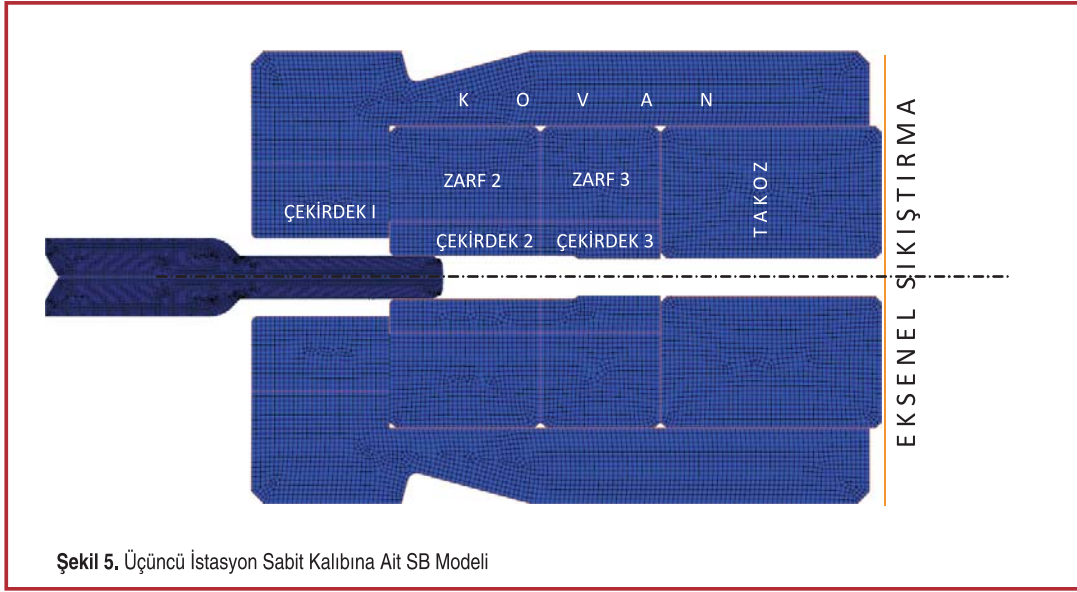 K O V A N
ZARF 2
ZARF 3
TAKOZ
ÇEKİRDEK I
ÇEKİRDEK 2
ÇEKİRDEK 3
EKSENEL SIKIŞTIRMA
Şekil 5. Üçüncü İstasyon Sabit Kalıbına Ait SB Modeli